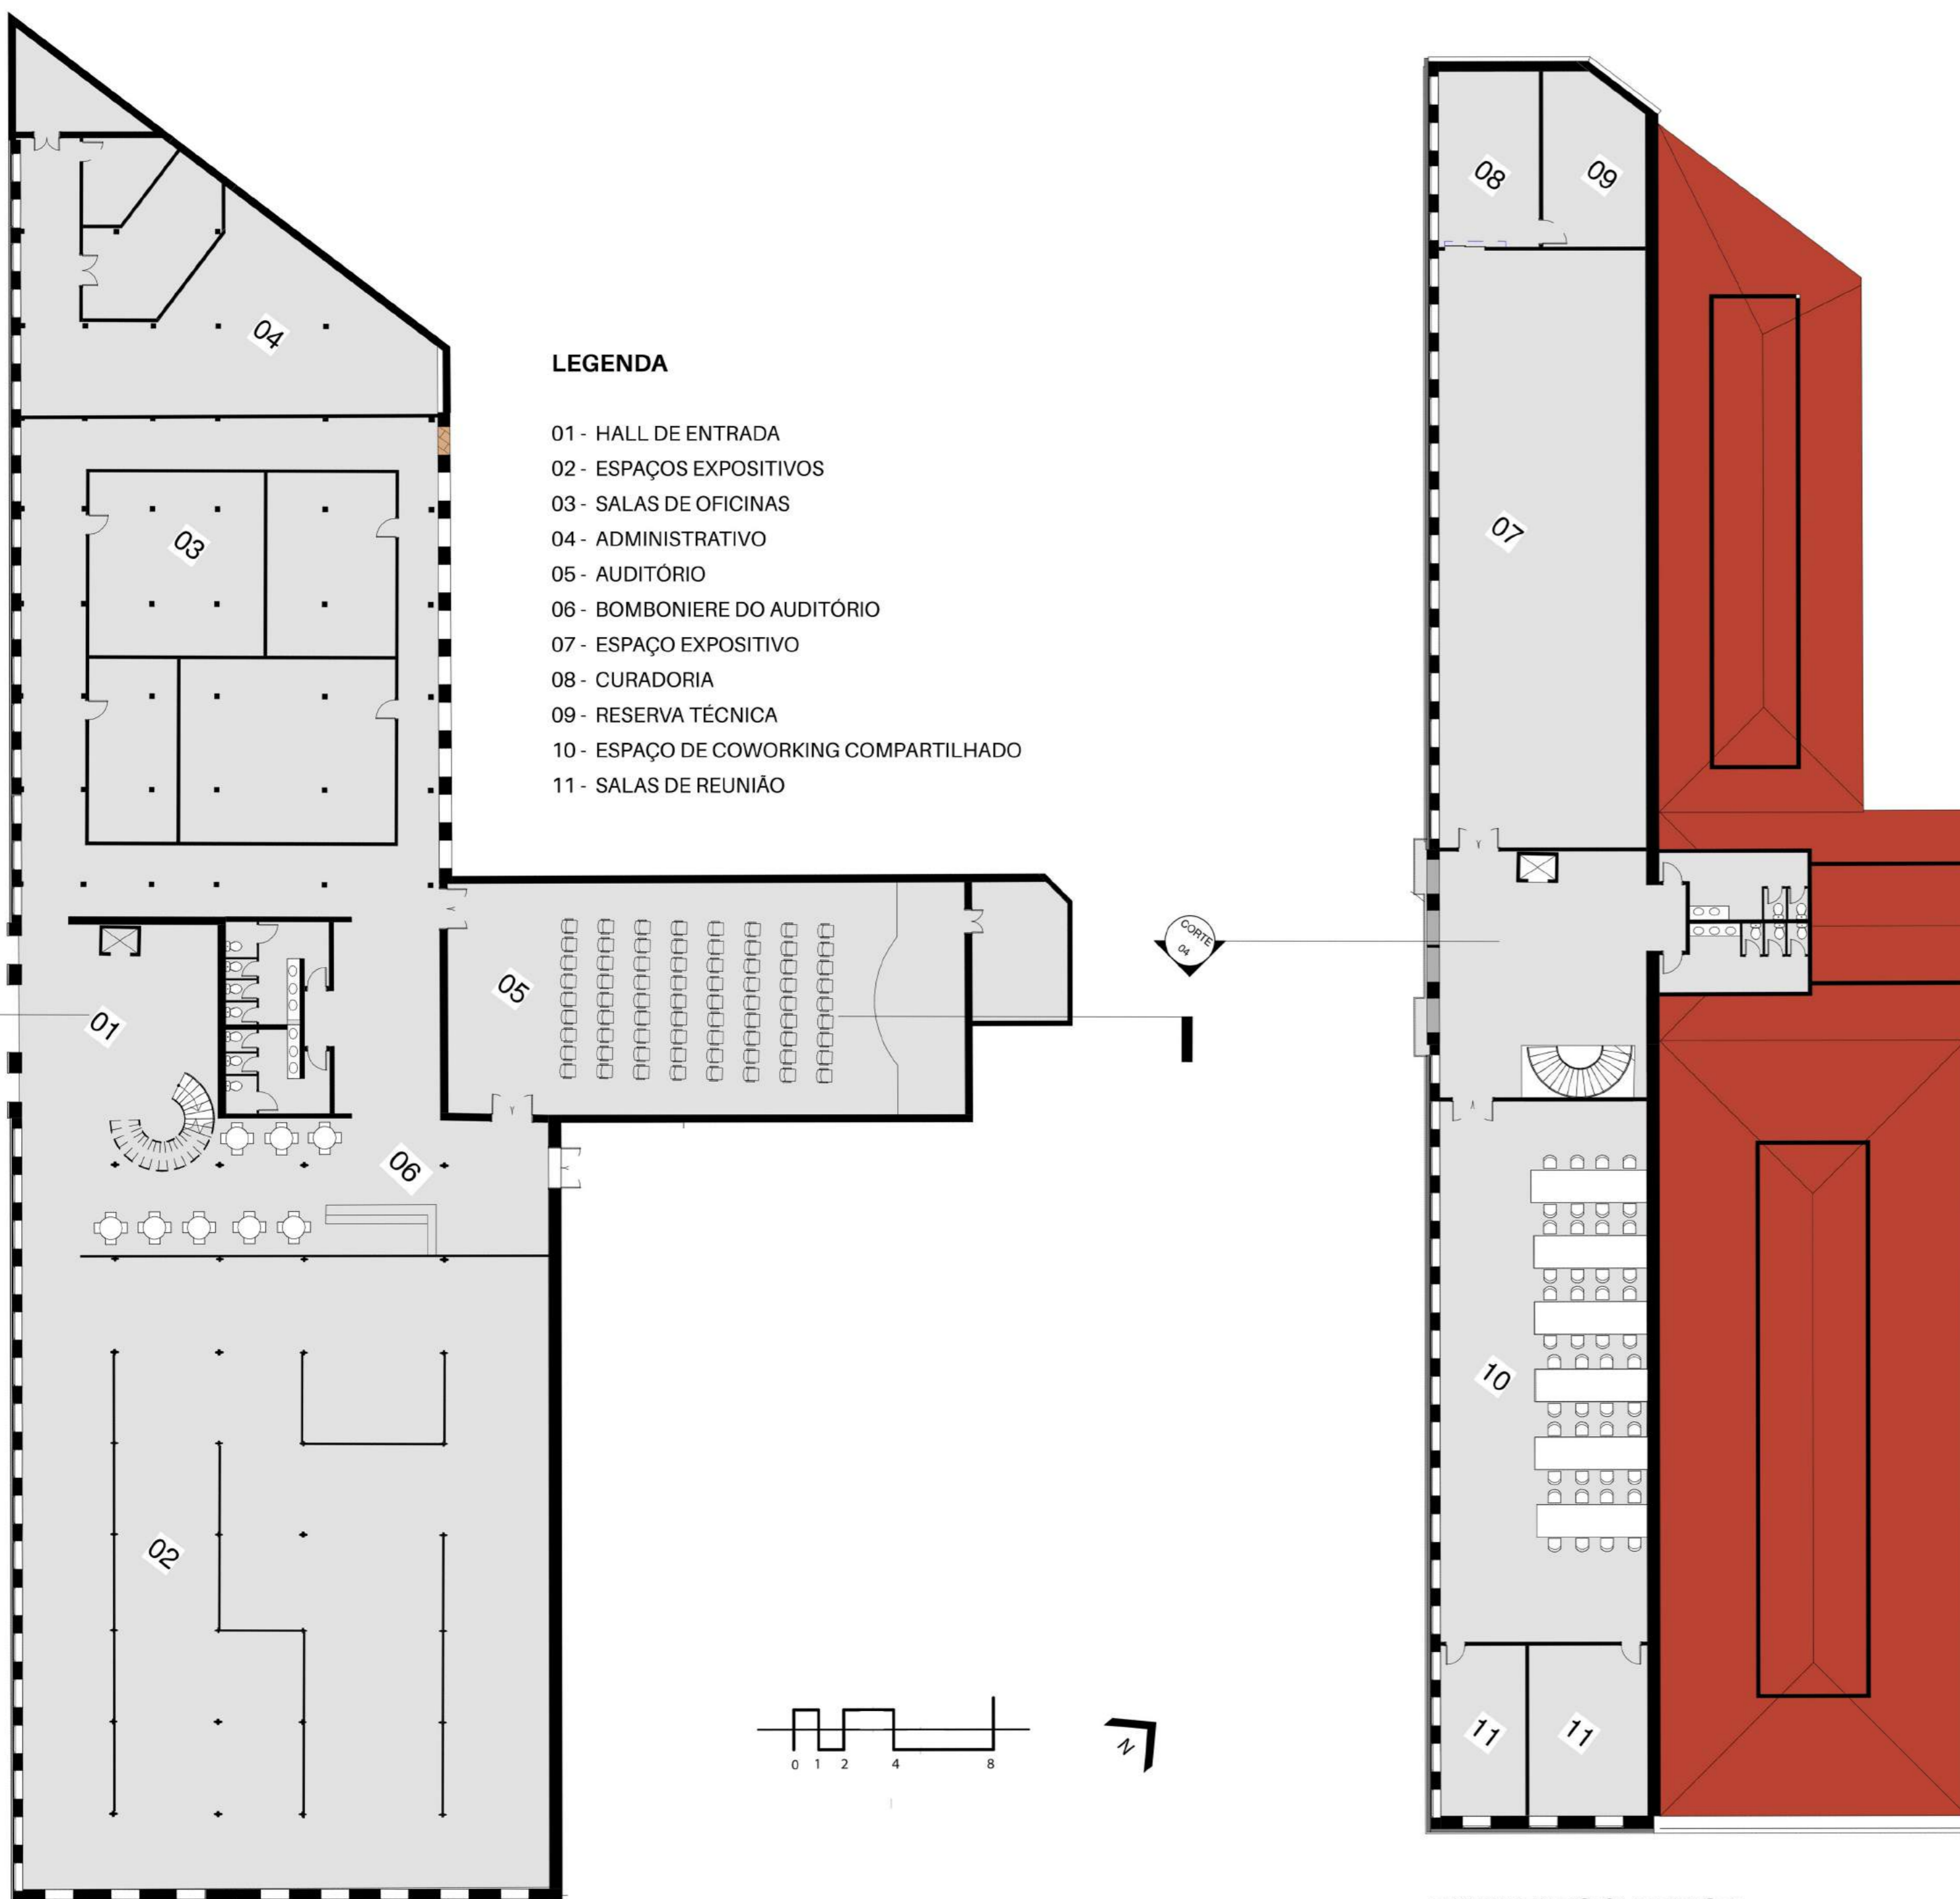 04
03
05
01
06
02
LEGENDA
01 - HALL DE ENTRADA
02 - ESPAÇOS EXPOSITIVOS
03 - SALAS DE OFICINAS
04 - ADMINISTRATIVO
05 - AUDITÓRIO
06 - BOMBONIERE DO AUDITÓRIO
07 - ESPAÇO EXPOSITIVO
08 - CURADORIA
09 - RESERVA TÉCNICA
10 - ESPAÇO DE COWORKING COMPARTILHADO
11 - SALAS DE REUNIÃO
0 1 2 4 8
N
CORTE
04
08
09
07
10
11
11